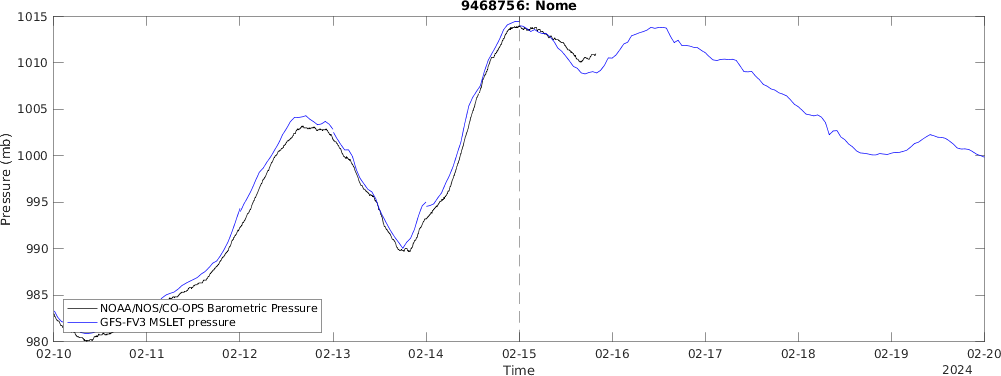 9468756: Nome
Pressure (mb)
1015
1010
1005
1000
995
990
985
980
NOAA/NOS/CO-OPS Barometric Pressure
GFS-FV3 MSLET pressure
02-10 02-11 02-12 02-13 02-14 02-15 02-16 02-17 02-18 02-19 02-20
Time
2024